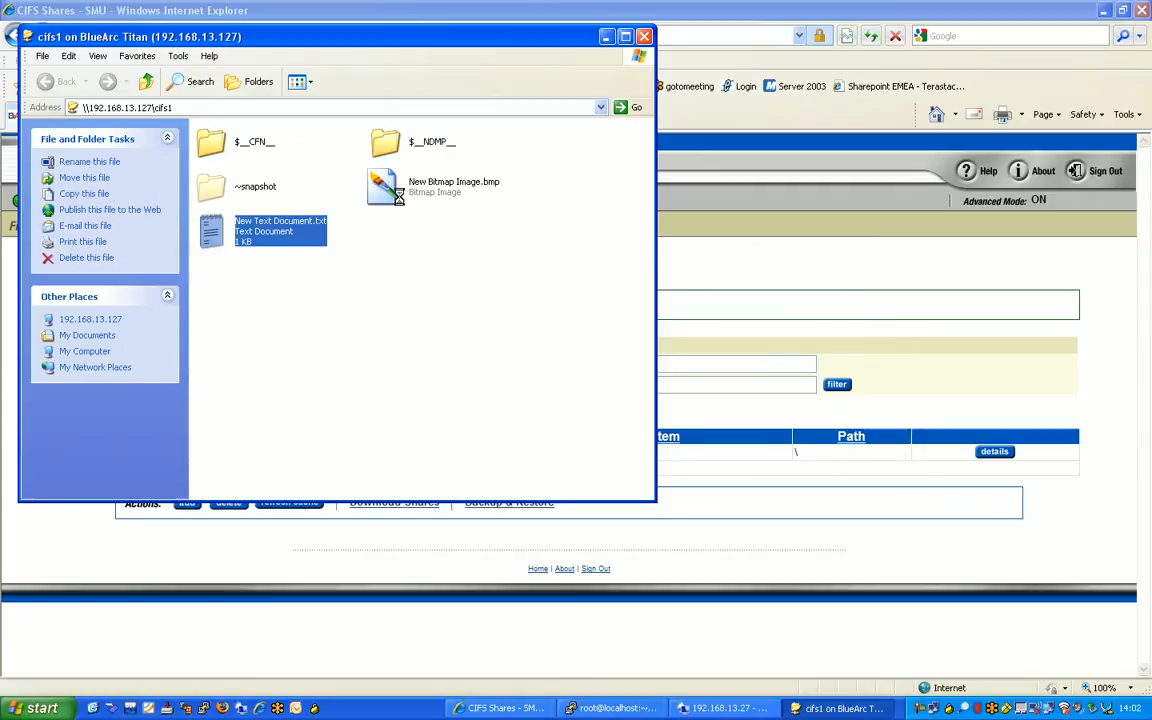 CIFS Shares - SMU - Windows Internet Explorer
cifs1 on BlueArc Titan (192.168.13.127)
Google
File Edit View Favorites Tools Help
gotomeeting Login Server 2003 Sharepoint EMEA - Terastac...
Back Search Folders
Address \\192.168.13.127\cifs1 Go
Page Safety Tools
File and Folder Tasks
Rename this file
Move this file
Copy this file
Publish this file to the Web
E-mail this file
Print this file
Delete this file
Other Places
192.168.13.127
My Documents
My Computer
My Network Places
$__CFN__
$__NDMP__
~snapshot
New Bitmap Image.bmp
Bitmap Image
New Text Document.txt
Text Document
1 KB
Help About Sign Out
Advanced Mode: ON
filter
tem Path
\ details
Actions: add delete refresh cache Download Shares Backup & Restore
Home | About | Sign Out
Internet 100%
start CIFS Shares - SM... root@localhost:~... 192.168.13.27 - ... cifs1 on BlueArc T... 14:02